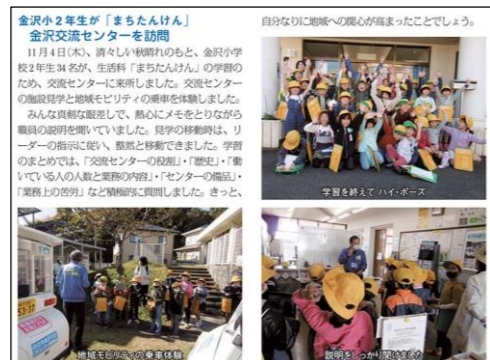 金沢小2年生が「まちたんけん」
金沢交流センターを訪問
11月4日(木)、清々しい秋晴れのもと、金沢小学
校2年生34名が、生活科「まちたんけん」の学習の
ため、交流センターに来所しました。交流センター
の施設見学と地域モビリティの乗車を体験しました。
みんな真剣な眼差しで、熱心にメモをとりながら
職員の説明を聞いていました。見学の移動時は、リ
ーダーの指示に従い、整然と移動できました。学習
のまとめでは、「交流センターの役割」・「歴史」・「働
いている人の人数と業務の内容」・「センターの備品」・
「業務上の苦労」など積極的に質問しました。きっと、
自分なりに地域への関心が高まったことでしょう。
学習を終えて ハイ・ポーズ
53-37
地域モビリティの乗車体験
説明をしっかり聞けました